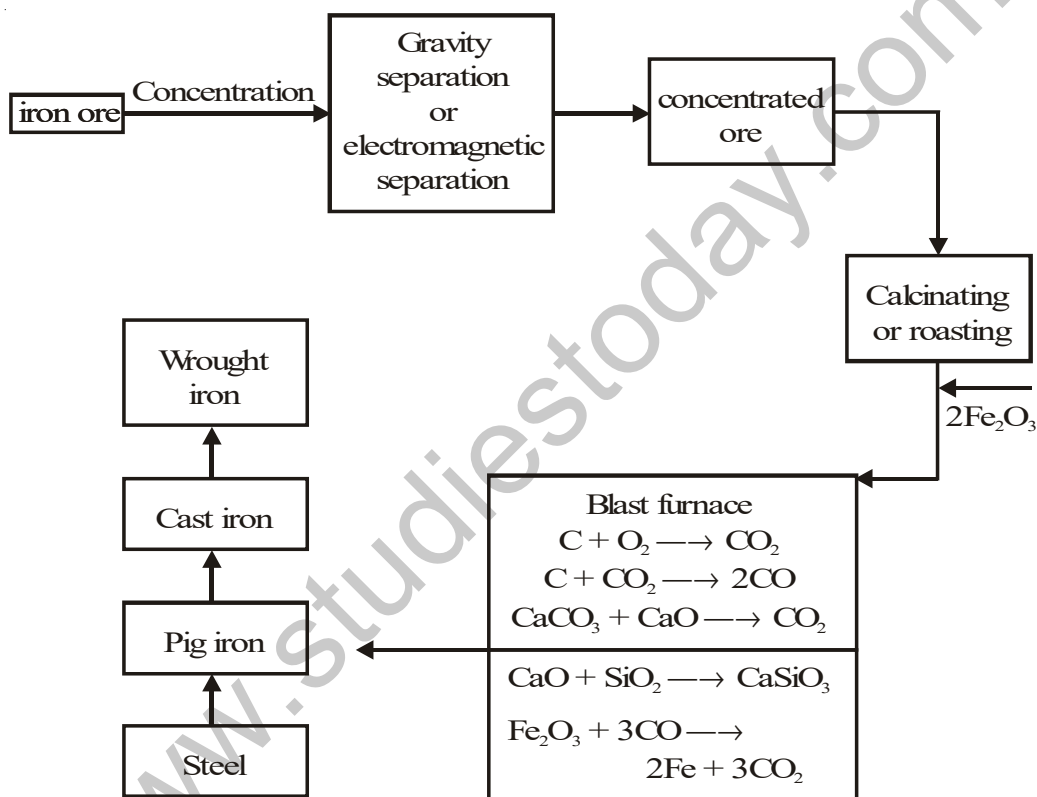 iron ore
Concentration
Gravity
separation
or
electromagnetic
separation
concentrated
ore
Calcinating
or roasting
2Fe₂O₃
Blast furnace
C + O₂ ⟶ CO₂
C + CO₂ ⟶ 2CO
CaCO₃ + CaO ⟶ CO₂
CaO + SiO₂ ⟶ CaSiO₃
Fe₂O₃ + 3CO ⟶
2Fe + 3CO₂
Wrought
iron
Cast iron
Pig iron
Steel
www.studiestoday.com